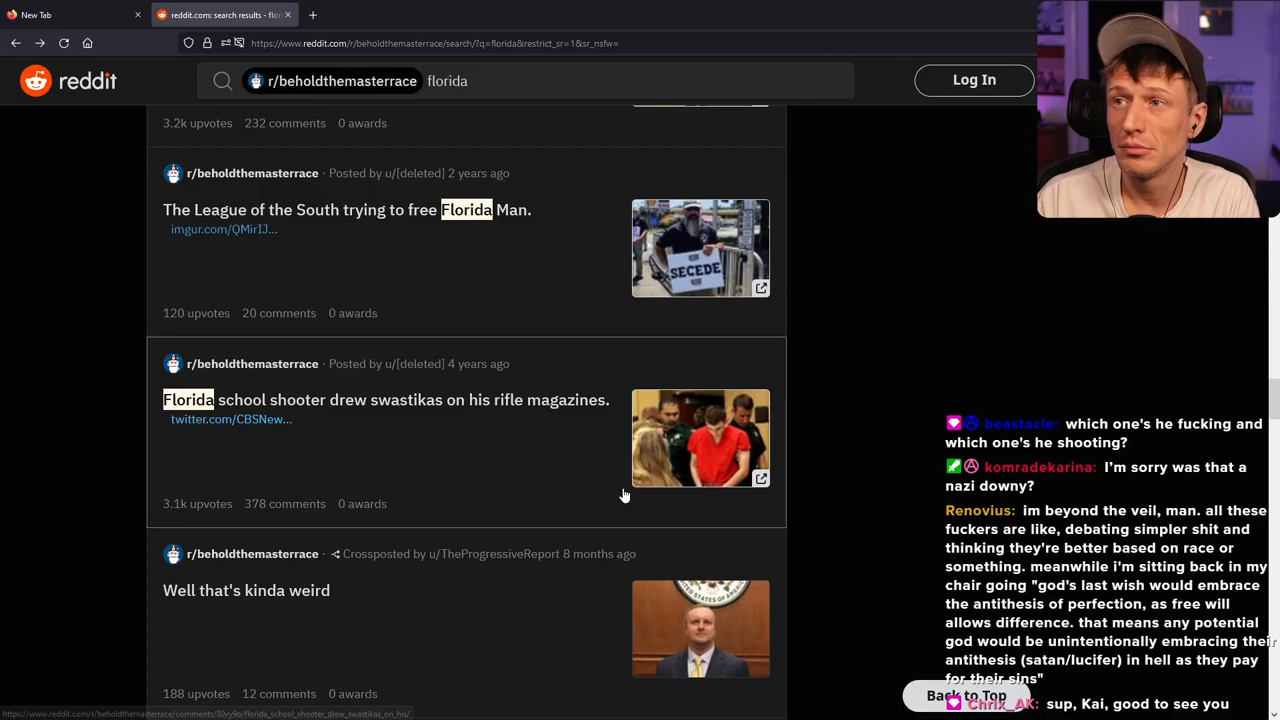 New Tab
reddit.com: search results - flo
https://www.reddit.com/r/beholdthemasterrace/search/?q=florida&restrict_sr=1&sr_nsfw=
reddit
r/beholdthemasterrace florida
Log In
3.2k upvotes 232 comments 0 awards
r/beholdthemasterrace · Posted by u/[deleted] 2 years ago
The League of the South trying to free Florida Man.
imgur.com/QMirIJ...
SECEDE
120 upvotes 20 comments 0 awards
r/beholdthemasterrace · Posted by u/[deleted] 4 years ago
Florida school shooter drew swastikas on his rifle magazines.
twitter.com/CBSNew...
3.1k upvotes 378 comments 0 awards
r/beholdthemasterrace · Crossposted by u/TheProgressiveReport 8 months ago
Well that's kinda weird
188 upvotes 12 comments 0 awards
https://www.reddit.com/r/beholdthemasterrace/comments/80vy9o/florida_school_shooter_drew_swastikas_on_his/
beastacle: which one's he fucking and
which one's he shooting?
komradekarina: I'm sorry was that a
nazi downy?
Renovius: im beyond the veil, man. all these
fuckers are like, debating simpler shit and
thinking they're better based on race or
something. meanwhile i'm sitting back in my
chair going "god's last wish would embrace
the antithesis of perfection, as free will
allows difference. that means any potential
god would be unintentionally embracing their
antithesis (satan/lucifer) in hell as they pay
for their sins"
Back to Top
Chrix_AK: sup, Kai, good to see you